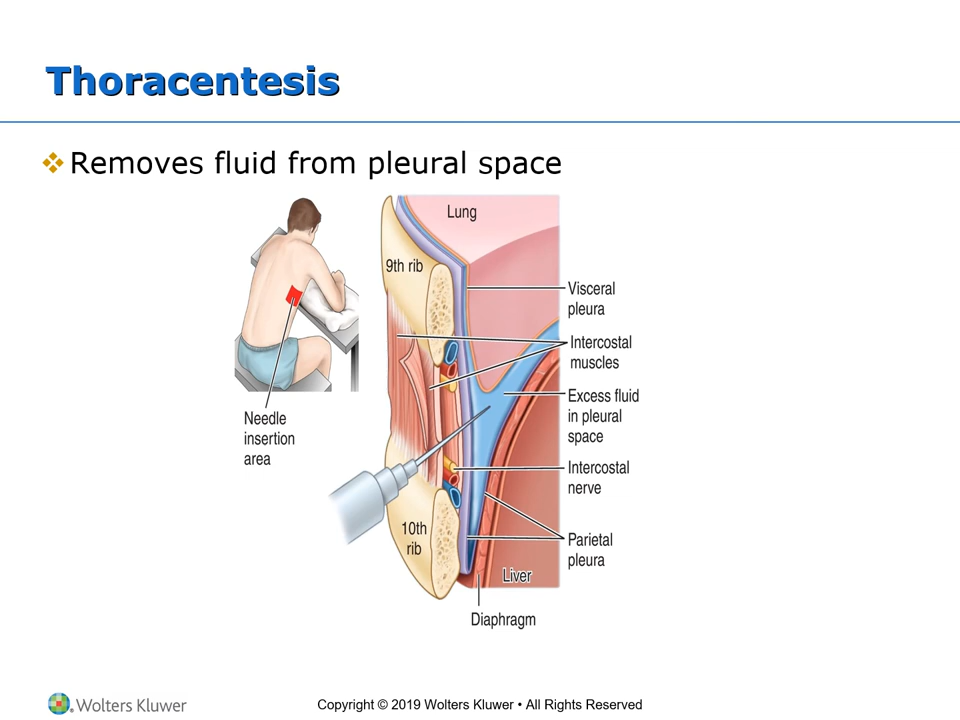 Thoracentesis
Removes fluid from pleural space
Lung
9th rib
Visceral
pleura
Intercostal
muscles
Excess fluid
in pleural
space
Needle
insertion
area
Intercostal
nerve
10th
rib
Parietal
pleura
Liver
Diaphragm
Wolters Kluwer
Copyright © 2019 Wolters Kluwer • All Rights Reserved